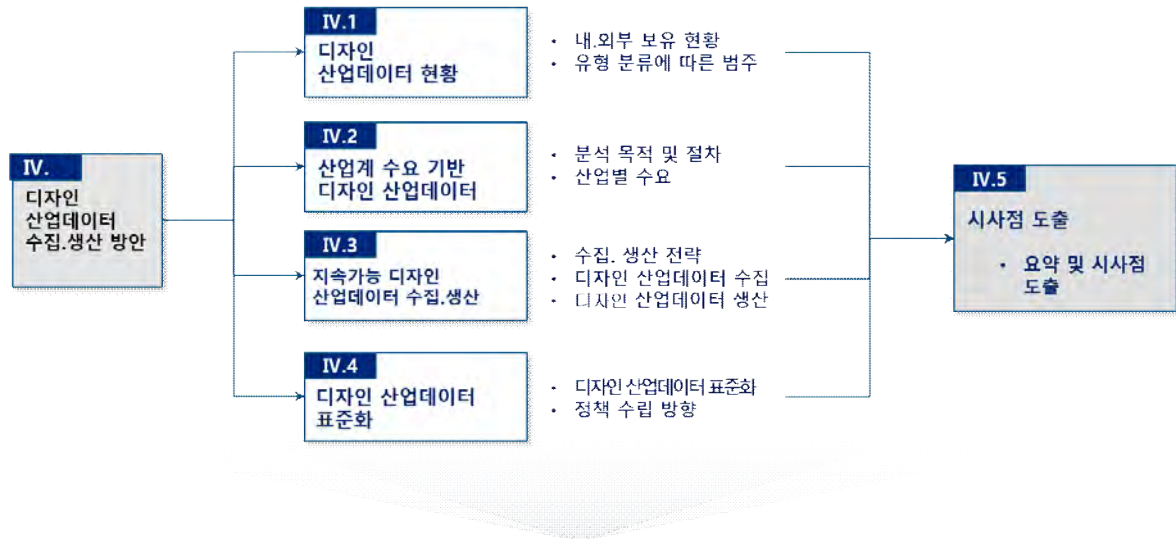 IV.
디자인
산업데이터
수집.생산 방안
IV.1
디자인
산업데이터 현황
• 내.외부 보유 현황
• 유형 분류에 따른 범주
IV.2
산업계 수요 기반
디자인 산업데이터
• 분석 목적 및 절차
• 산업별 수요
IV.3
지속가능 디자인
산업데이터 수집.생산
• 수집. 생산 전략
• 디자인 산업데이터 수집
• 디자인 산업데이터 생산
IV.4
디자인 산업데이터
표준화
• 디자인 산업데이터 표준화
• 정책 수립 방향
IV.5
시사점 도출
• 요약 및 시사점
도출